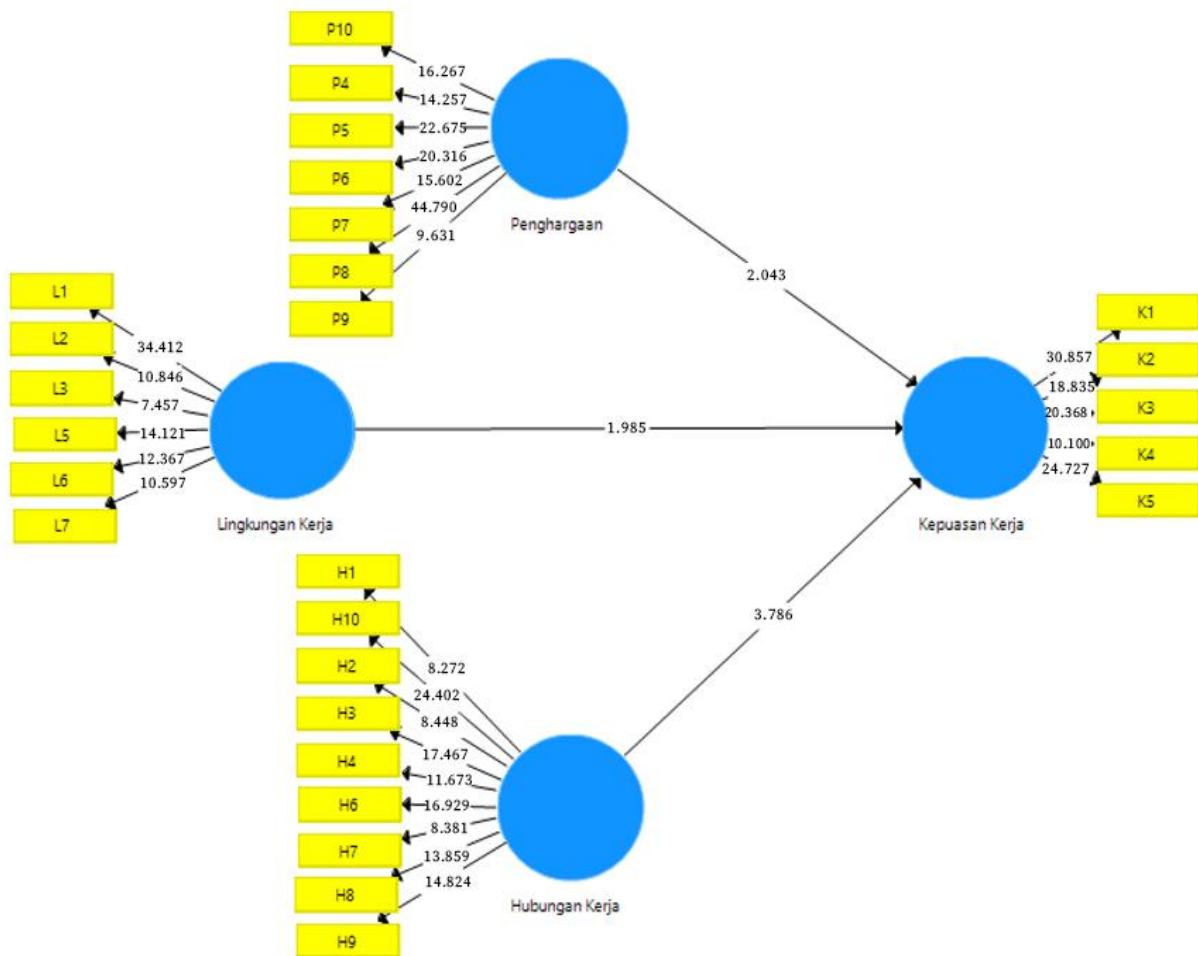 P10
P4
P5
P6
P7
P8
P9
16.267
14.257
22.675
20.316
15.602
44.790
9.631
Penghargaan
2.043
L1
L2
L3
L5
L6
L7
34.412
10.846
7.457
14.121
12.367
10.597
Lingkungan Kerja
1.985
K1
K2
K3
K4
K5
30.857
18.835
20.368
10.100
24.727
Kepuasan Kerja
H1
H10
H2
H3
H4
H6
H7
H8
H9
8.272
24.402
8.448
17.467
11.673
16.929
8.381
13.859
14.824
Hubungan Kerja
3.786